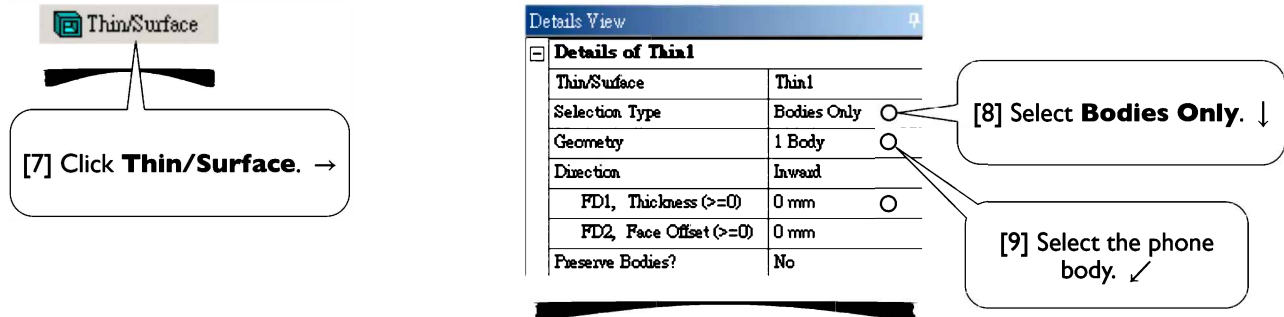 Thin/Surface
[7] Click Thin/Surface. →
Details View
Details of Thin1
Thin/Surface Thin1
Selection Type Bodies Only
Geometry 1 Body
Direction Inward
FD1, Thickness (>=0) 0 mm
FD2, Face Offset (>=0) 0 mm
Preserve Bodies? No
[8] Select Bodies Only. ↓
[9] Select the phone
body. ↙